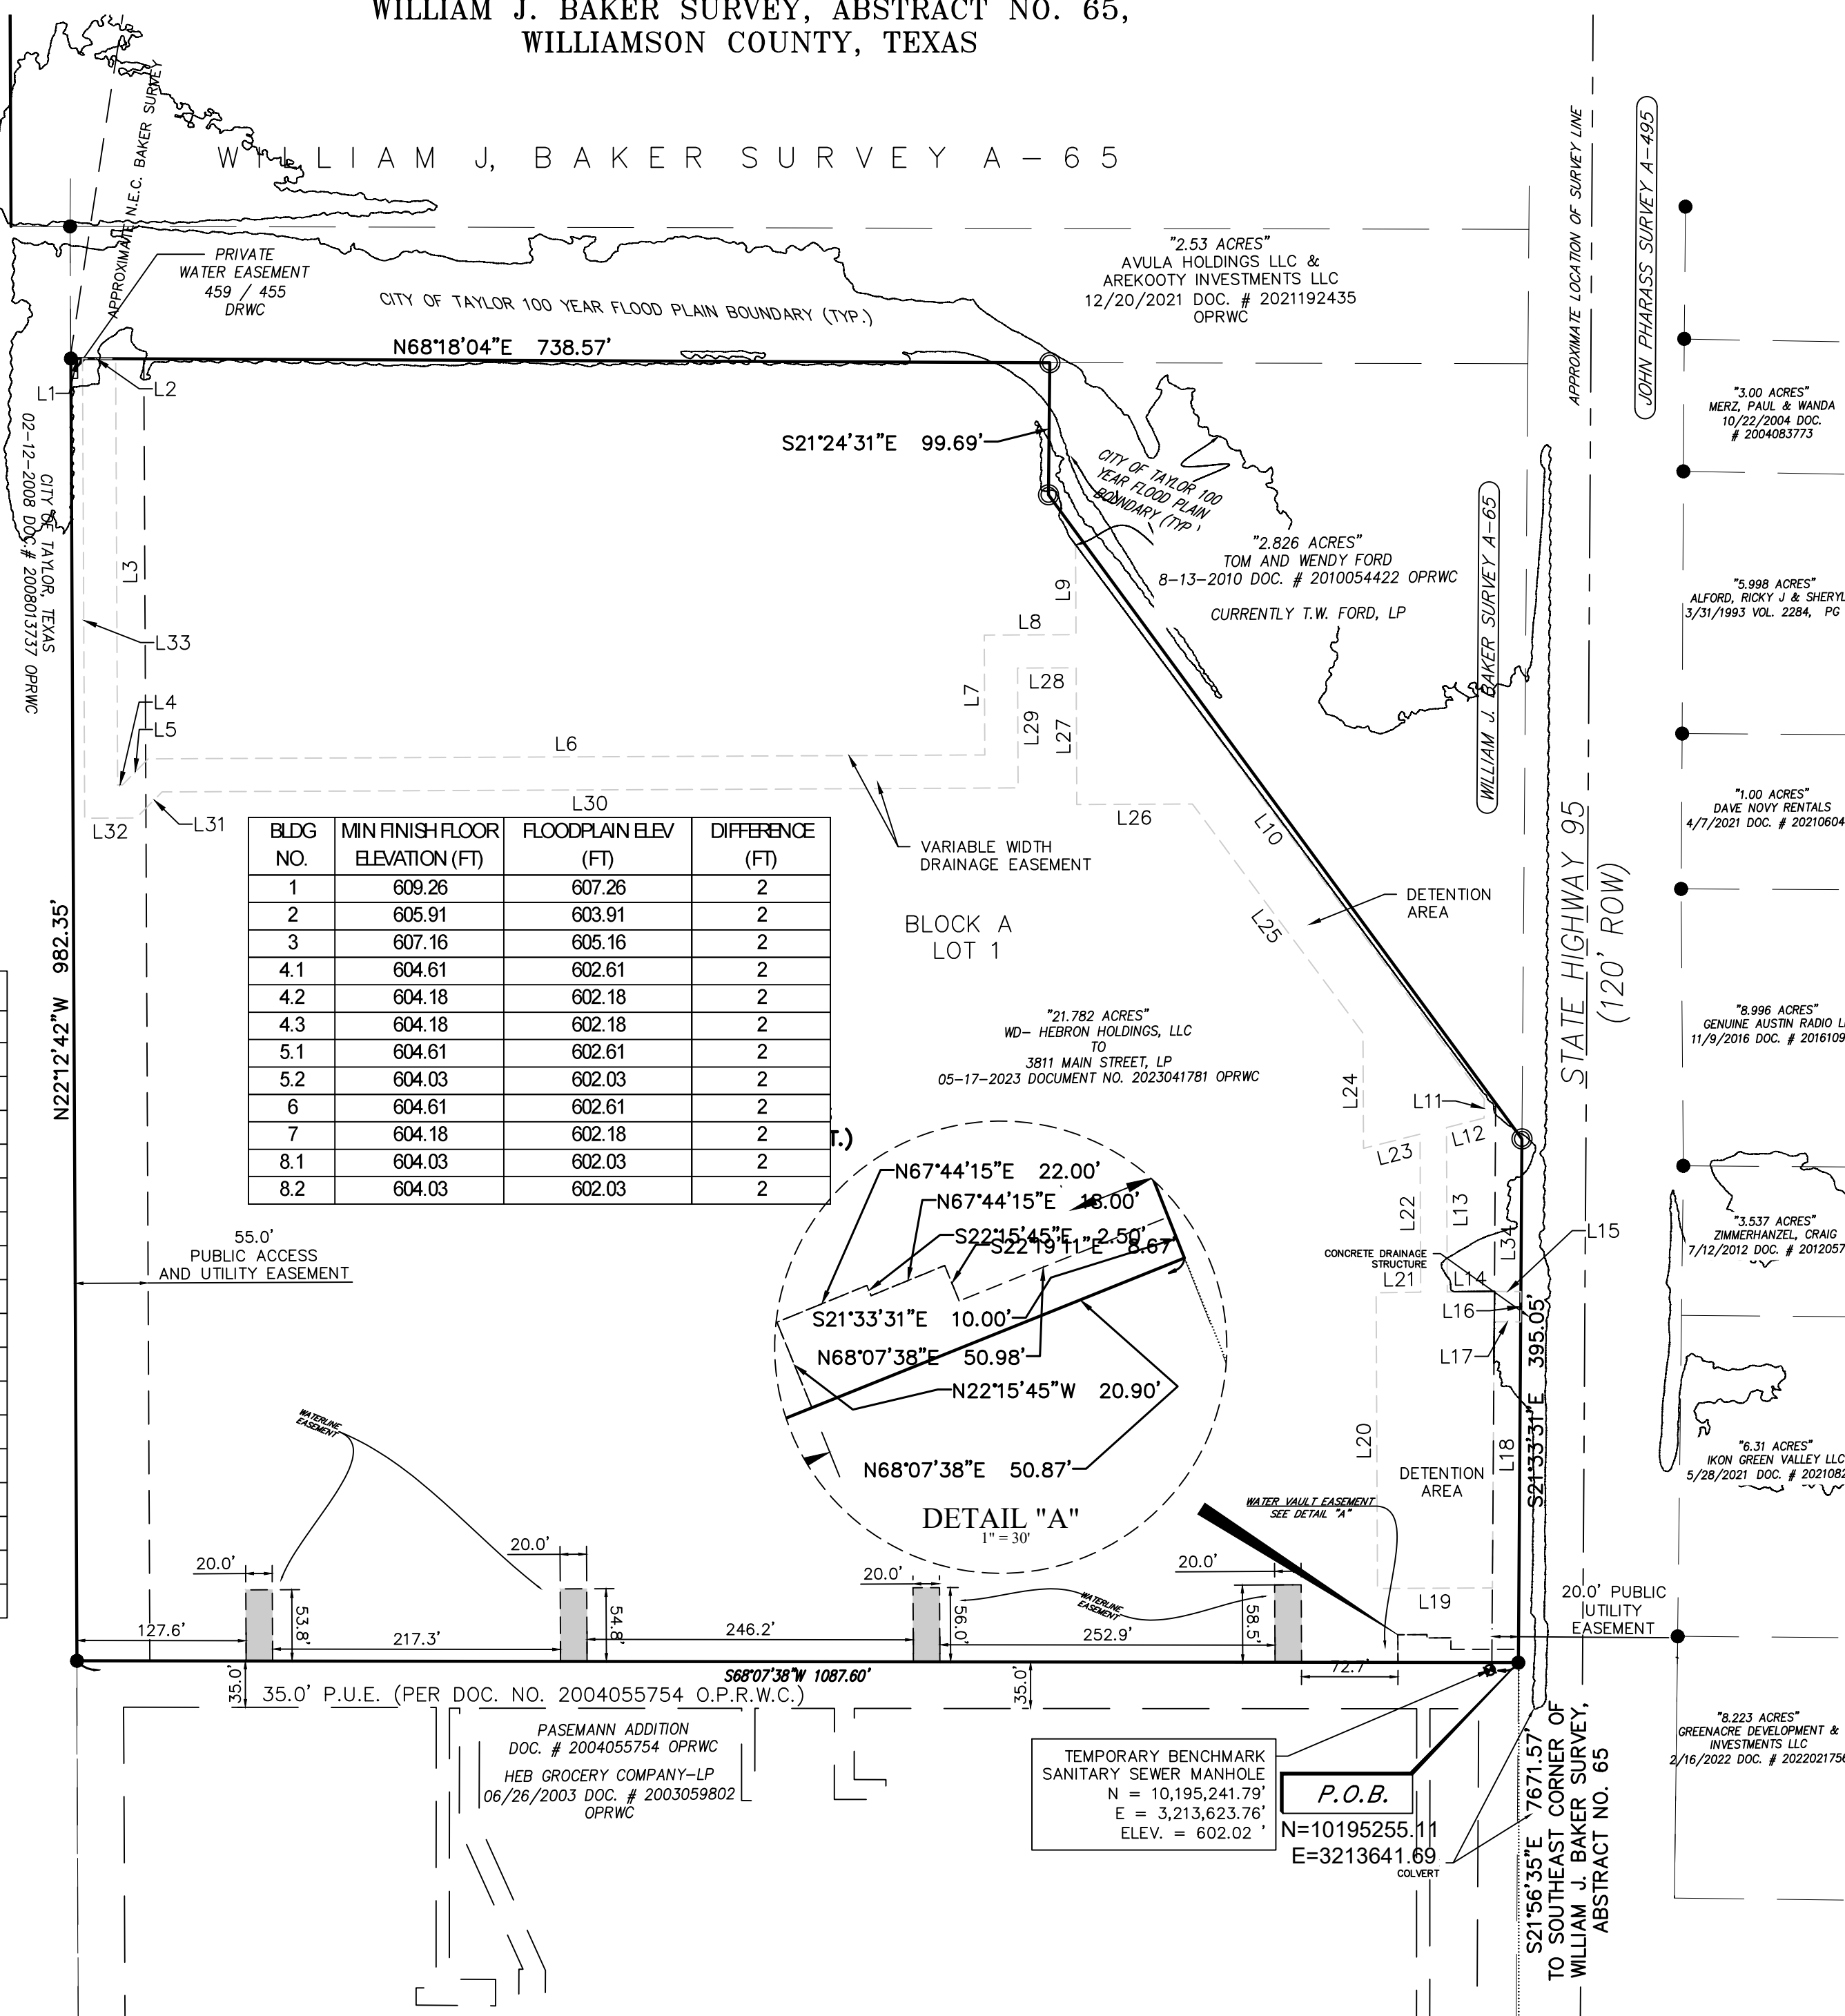 WILLIAM J. BAKER SURVEY, ABSTRACT NO. 65,
WILLIAMSON COUNTY, TEXAS
WILLIAM J, BAKER SURVEY A-65
APPROXIMATE N.E.C. BAKER SURVEY
PRIVATE
WATER EASEMENT
459 / 455
DRWC
CITY OF TAYLOR 100 YEAR FLOOD PLAIN BOUNDARY (TYP.)
"2.53 ACRES"
AVULA HOLDINGS LLC &
AREKOOTY INVESTMENTS LLC
12/20/2021 DOC. # 2021192435
OPRWC
APPROXIMATE LOCATION OF SURVEY LINE
JOHN PHARASS SURVEY A-495
N68°18'04"E 738.57'
L1
L2
S21°24'31"E 99.69'
CITY OF TAYLOR 100
YEAR FLOOD PLAIN
BOUNDARY (TYP
"2.826 ACRES"
TOM AND WENDY FORD
8-13-2010 DOC. # 2010054422 OPRWC
CURRENTLY T.W. FORD, LP
WILLIAM J. BAKER SURVEY A-65
"3.00 ACRES"
MERZ, PAUL & WANDA
10/22/2004 DOC.
# 2004083773
"5.998 ACRES"
ALFORD, RICKY J & SHERYL
3/31/1993 VOL. 2284, PG
"1.00 ACRES"
DAVE NOVY RENTALS
4/7/2021 DOC. # 20210604
"8.996 ACRES"
GENUINE AUSTIN RADIO L
11/9/2016 DOC. # 2016109
"3.537 ACRES"
ZIMMERHANZEL, CRAIG
7/12/2012 DOC. # 2012057
"6.31 ACRES"
IKON GREEN VALLEY LLC
5/28/2021 DOC. # 202108
"8.223 ACRES"
GREENACRE DEVELOPMENT &
INVESTMENTS LLC
2/16/2022 DOC. # 202202175
CITY OF TAYLOR, TEXAS
02-12-2008 DOC.# 2008013737 OPRWC
L3
L33
L4
L5
L6
L7
L8
L9
L28
L29
L27
L30
L31
L32
L26
L10
L25
VARIABLE WIDTH
DRAINAGE EASEMENT
DETENTION
AREA
BLOCK A
LOT 1
STATE HIGHWAY 95
(120' ROW)
N22°12'42"W 982.35'
BLDG NO. MIN FINISH FLOOR ELEVATION (FT) FLOODPLAIN ELEV (FT) DIFFERENCE (FT)
1 609.26 607.26 2
2 605.91 603.91 2
3 607.16 605.16 2
4.1 604.61 602.61 2
4.2 604.18 602.18 2
4.3 604.18 602.18 2
5.1 604.61 602.61 2
5.2 604.03 602.03 2
6 604.61 602.61 2
7 604.18 602.18 2
8.1 604.03 602.03 2
8.2 604.03 602.03 2
T.)
"21.782 ACRES"
WD- HEBRON HOLDINGS, LLC
TO
3811 MAIN STREET, LP
05-17-2023 DOCUMENT NO. 2023041781 OPRWC
L24
L11
L12
L23
L22
L13
L34
L15
CONCRETE DRAINAGE
STRUCTURE
L21
L14
L16
L17
L20
L18
S21°33'31"E 395.05'
DETENTION
AREA
L19
55.0'
PUBLIC ACCESS
AND UTILITY EASEMENT
N67°44'15"E 22.00'
N67°44'15"E 18.00'
S22°15'45"E 2.50'
S22°19'11"E 8.67'
S21°33'31"E 10.00'
N68°07'38"E 50.98'
N22°15'45"W 20.90'
N68°07'38"E 50.87'
DETAIL "A"
1" = 30'
WATERLINE
EASEMENT
WATER VAULT EASEMENT
SEE DETAIL "A"
WATERLINE
EASEMENT
20.0'
20.0'
20.0'
20.0'
20.0' PUBLIC
UTILITY
EASEMENT
53.8'
54.8'
56.0'
58.5'
127.6'
217.3'
246.2'
252.9'
72.7'
S68°07'38"W 1087.60'
35.0'
35.0' P.U.E. (PER DOC. NO. 2004055754 O.P.R.W.C.)
35.0'
PASEMANN ADDITION
DOC. # 2004055754 OPRWC
HEB GROCERY COMPANY-LP
06/26/2003 DOC. # 2003059802
OPRWC
TEMPORARY BENCHMARK
SANITARY SEWER MANHOLE
N = 10,195,241.79'
E = 3,213,623.76'
ELEV. = 602.02 '
P.O.B.
N=10195255.11
E=3213641.69
COLVERT
S21°56'35"E 7671.57'
TO SOUTHEAST CORNER OF
WILLIAM J. BAKER SURVEY,
ABSTRACT NO. 65